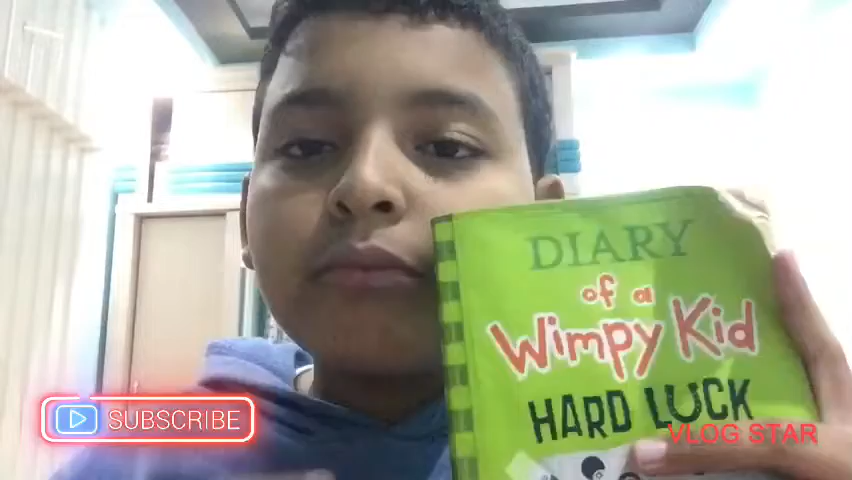 DIARY
of a
Wimpy Kid
HARD LUCK
SUBSCRIBE
VLOG STAR